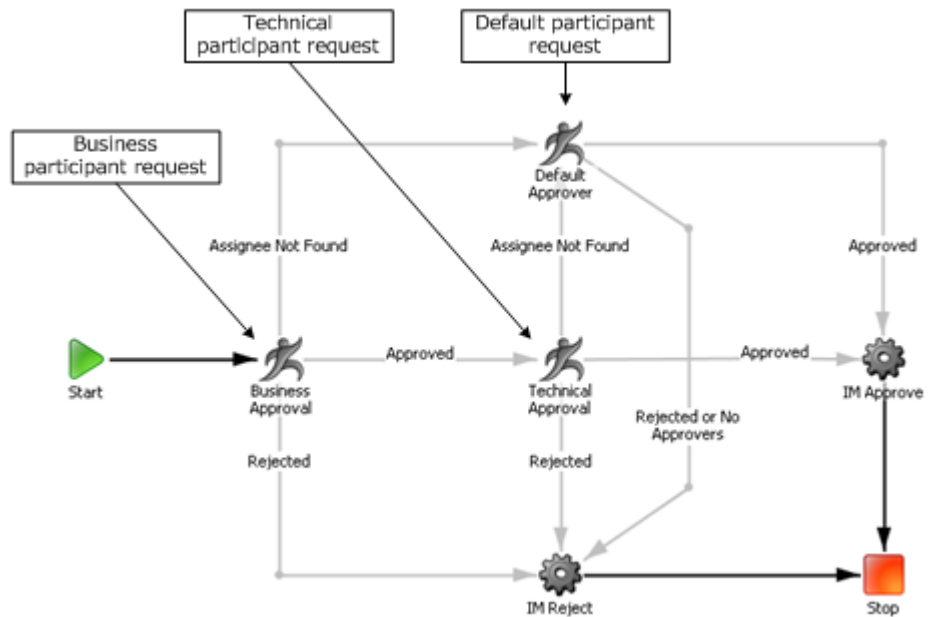 Technical
participant request
Default participant
request
Business
participant request
Default
Approver
Assignee Not Found
Assignee Not Found
Approved
Start
Business
Approval
Approved
Technical
Approval
Approved
IM Approve
Rejected or No
Approvers
Rejected
Rejected
IM Reject
Stop